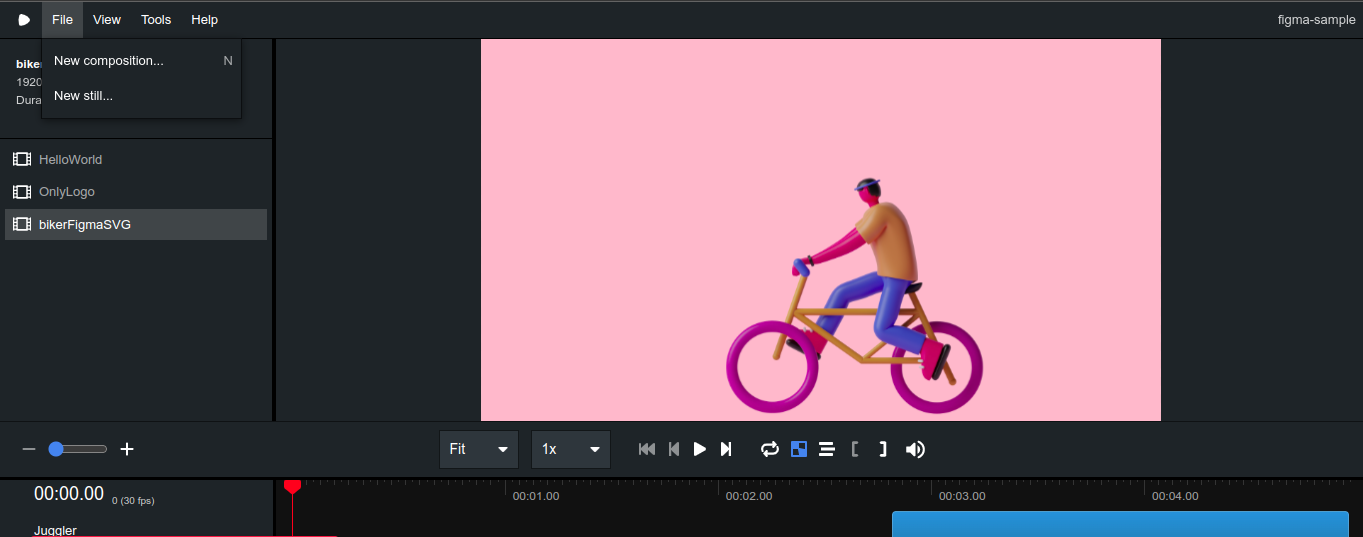 File View Tools Help figma-sample
New composition... N
New still...
bike
1920
Dura
HelloWorld
OnlyLogo
bikerFigmaSVG
Fit 1x
00:00.00 0 (30 fps)
00:01.00 00:02.00 00:03.00 00:04.00
Juggler